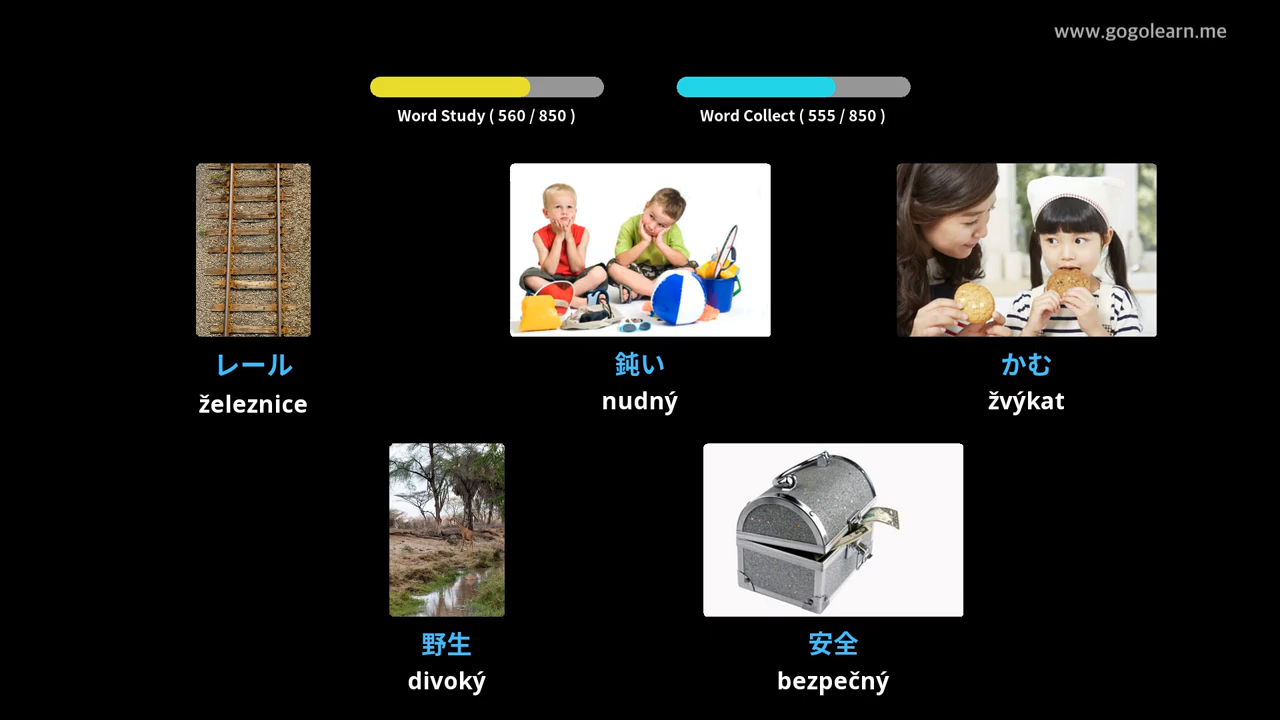 www.gogolearn.me
Word Study ( 560 / 850 )
Word Collect ( 555 / 850 )
レール
železnice
鈍い
nudný
かむ
žvýkat
野生
divoký
安全
bezpečný